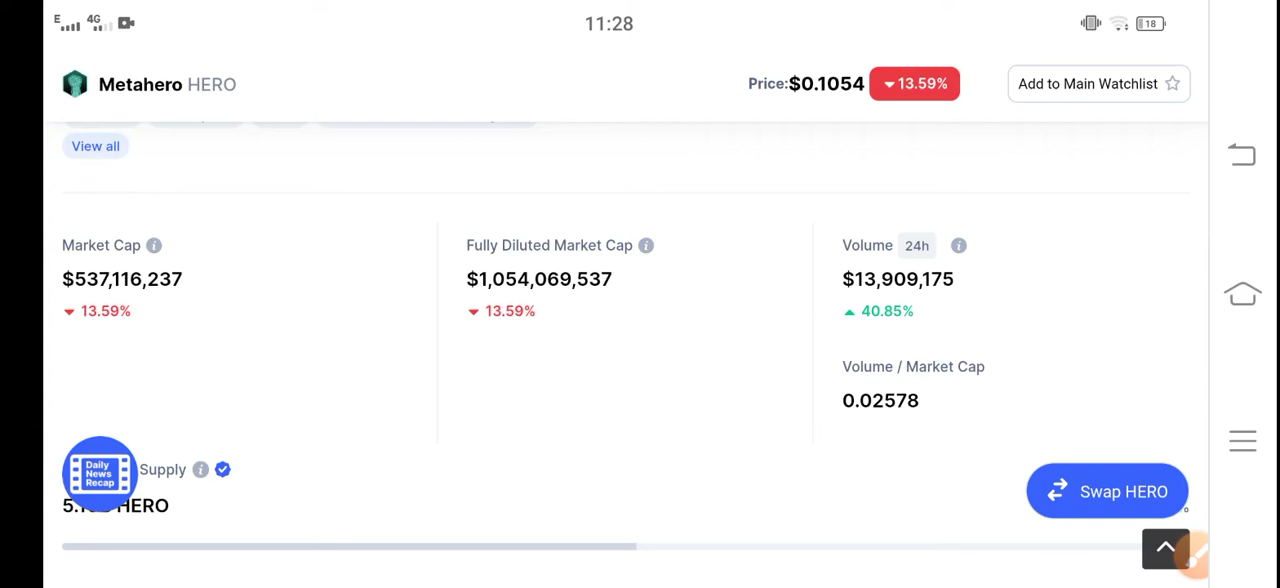 E 4G 11:28 18
Metahero HERO Price:$0.1054 13.59% Add to Main Watchlist
View all
Market Cap Fully Diluted Market Cap Volume 24h
$537,116,237 $1,054,069,537 $13,909,175
13.59% 13.59% 40.85%
Volume / Market Cap
0.02578
Daily News Recap
Supply
HERO
Swap HERO